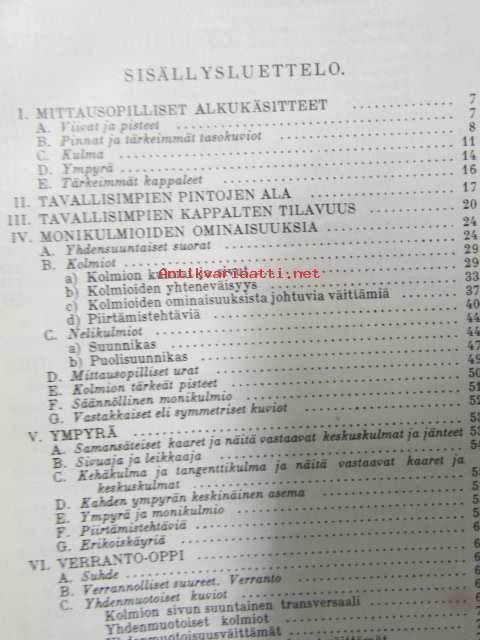 SISÄLLYSLUETTELO.
I. MITTAUSOPILLISET ALKUKÄSITTEET 7
A. Viivat ja pisteet 7
B. Pinnat ja tärkeimmät tasokuviot 8
C. Kulma 11
D. Ympyrä 14
E. Tärkeimmät kappaleet 16
II. TAVALLISIMPIEN PINTOJEN ALA 17
III. TAVALLISIMPIEN KAPPALTEN TILAVUUS 20
IV. MONIKULMIOIDEN OMINAISUUKSIA 24
A. Yhdensuuntaiset suorat 24
B. Kolmiot 29
a) Kolmion 29
Antikvariaatti.net
b) Kolmioiden yhteneväisyys 33
c) Kolmioiden ominaisuuksista johtuvia väittämiä 37
d) Piirtämistehtäviä 40
C. Nelikulmiot 44
a) Suunnikas 44
b) Puolisuunnikas 47
D. Mittausopilliset urat 49
E. Kolmion tärkeät pisteet 50
F. Säännöllinen monikulmio 51
G. Vastakkaiset eli symmetriset kuviot 52
V. YMPYRÄ
A. Samansäteiset kaaret ja näitä vastaavat keskuskulmat ja jänteet
B. Sivuaja ja leikkaaja
C. Kehäkulma ja tangenttikulma ja näitä vastaavat kaaret ja
keskuskulmat
D. Kahden ympyrän keskinäinen asema
E. Ympyrä ja monikulmio
F. Piirtämistehtäviä
G. Erikoiskäyriä
VI. VERRANTO-OPPI
A. Suhde
B. Verrannolliset suureet. Verranto
C. Yhdenmuotoiset kuviot
Kolmion sivun suuntainen transversaali
Yhdenmuotoiset kolmiot